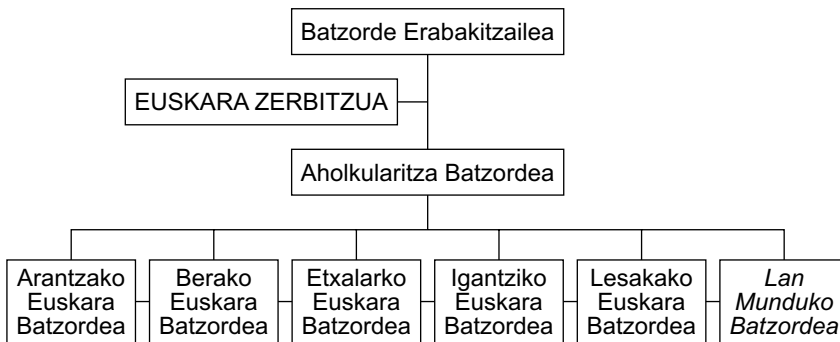 Batzorde Erabakitzailea
EUSKARA ZERBITZUA
Aholkularitza Batzordea
Arantzako
Euskara
Batzordea
Berako
Euskara
Batzordea
Etxalarko
Euskara
Batzordea
Igantziko
Euskara
Batzordea
Lesakako
Euskara
Batzordea
Lan
Munduko
Batzordea